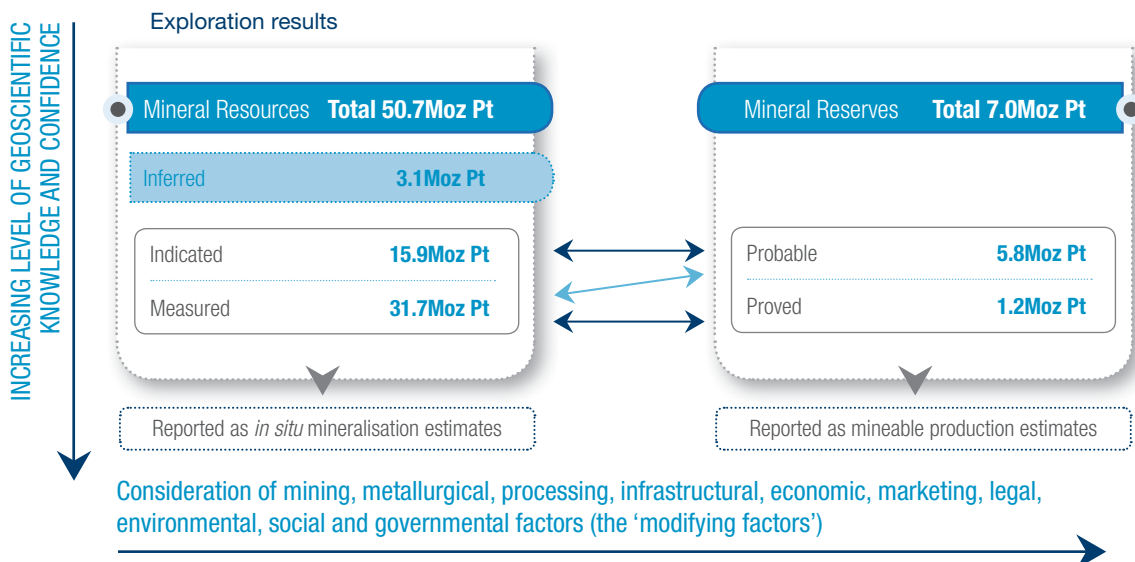 INCREASING LEVEL OF GEOSCIENTIFIC
KNOWLEDGE AND CONFIDENCE
Exploration results
Mineral Resources Total 50.7Moz Pt
Inferred 3.1Moz Pt
Indicated 15.9Moz Pt
Measured 31.7Moz Pt
Reported as in situ mineralisation estimates
Mineral Reserves Total 7.0Moz Pt
Probable 5.8Moz Pt
Proved 1.2Moz Pt
Reported as mineable production estimates
Consideration of mining, metallurgical, processing, infrastructural, economic, marketing, legal,
environmental, social and governmental factors (the ‘modifying factors’)